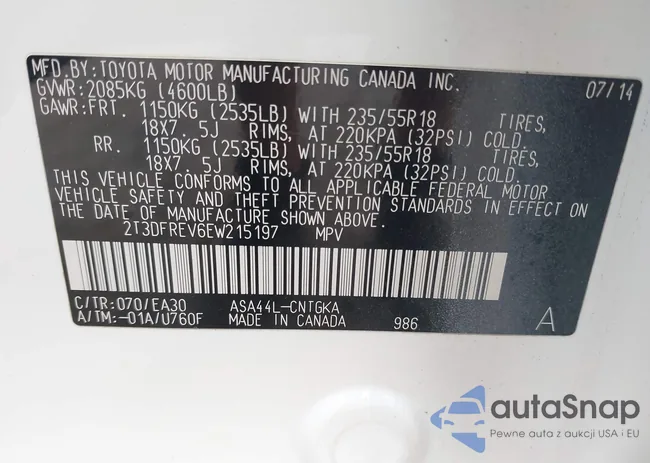 MFD.BY:TOYOTA MOTOR MANUFACTURING CANADA INC.
GVWR:2085KG (4600LB) 07/14
GAWR:FRT. 1150KG (2535LB) WITH 235/55R18 TIRES,
18X7.5J RIMS, AT 220KPA (32PSI) COLD.
RR. 1150KG (2535LB) WITH 235/55R18 TIRES,
18X7.5J RIMS, AT 220KPA (32PSI) COLD.
THIS VEHICLE CONFORMS TO ALL APPLICABLE FEDERAL MOTOR
VEHICLE SAFETY AND THEFT PREVENTION STANDARDS IN EFFECT ON
THE DATE OF MANUFACTURE SHOWN ABOVE.
2T3DFREV6EW215197 MPV
C/TR:070/EA30 ASA44L-CNTGKA
A/TM:-01A/U760F MADE IN CANADA 986 A
autaSnap
Pewne auta z aukcji USA i EU